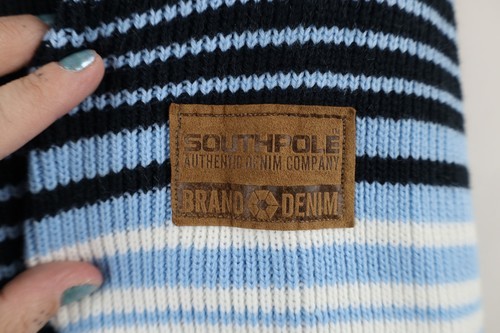 SOUTHPOLE
AUTHENTIC DENIM COMPANY
BRAND DENIM